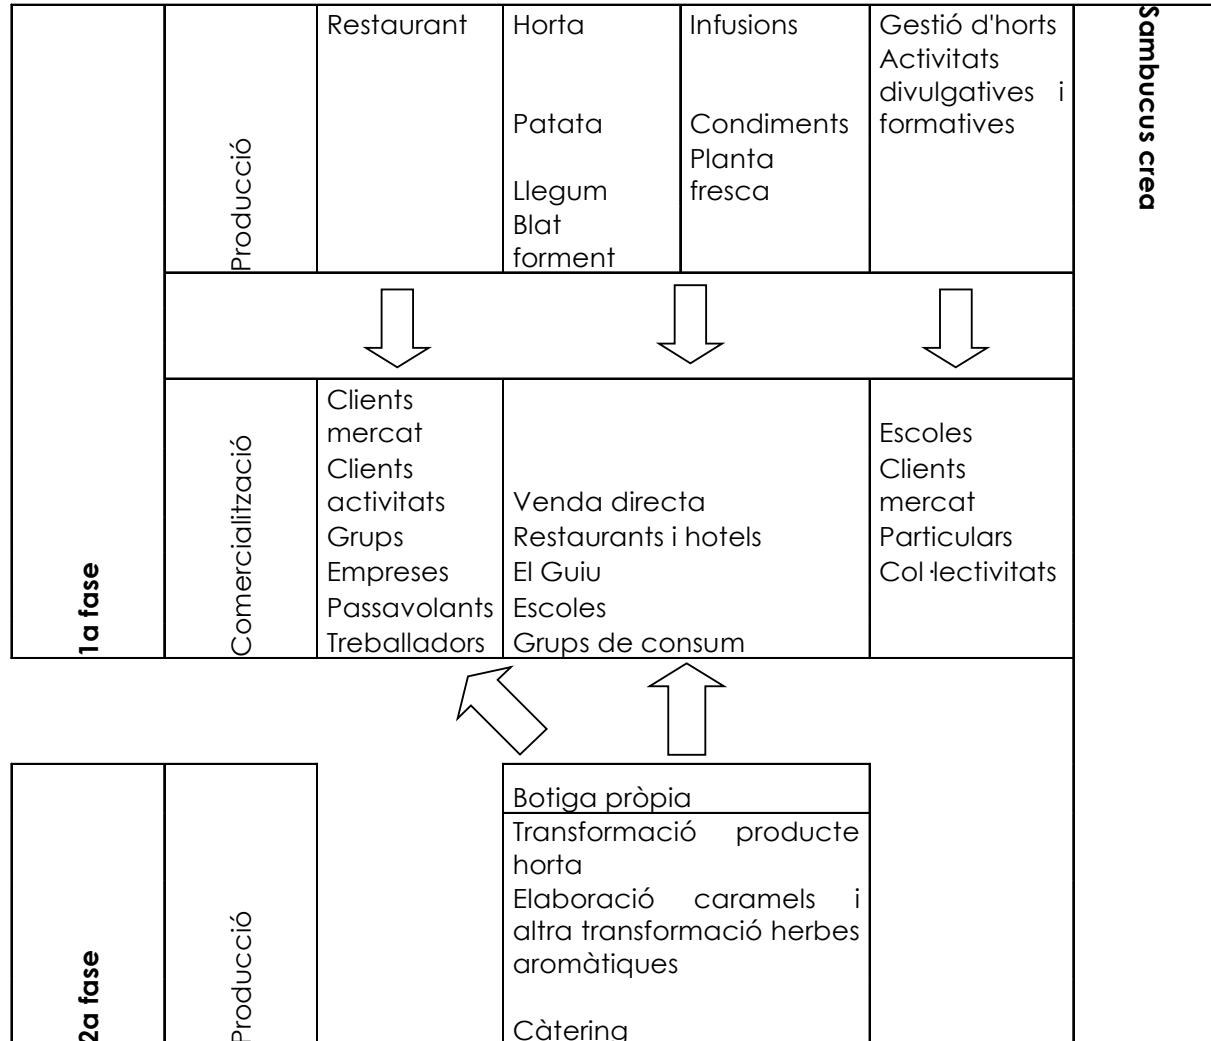 Restaurant
Horta
Patata
Llegum
Blat
forment
Infusions
Condiments
Planta
fresca
Gestió d'horts
Activitats
divulgatives i
formatives
Sambucus crea
Producció
1a fase
Comercialització
Clients
mercat
Clients
activitats
Grups
Empreses
Passavolants
Treballadors
Venda directa
Restaurants i hotels
El Guiu
Escoles
Grups de consum
Escoles
Clients
mercat
Particulars
Col·lectivitats
2a fase
Producció
Botiga pròpia
Transformació producte
horta
Elaboració caramels i
altra transformació herbes
aromàtiques
Càtering